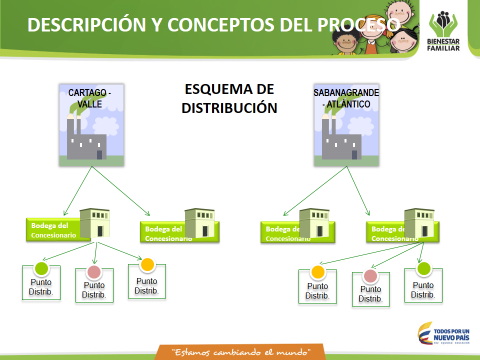 DESCRIPCIÓN Y CONCEPTOS DEL PROCESO
BIENESTAR
FAMILIAR
ESQUEMA DE
DISTRIBUCIÓN
CARTAGO -
VALLE
SABANAGRANDE
- ATLÁNTICO
Bodega del
Concesionario
Bodega del
Concesionario
Bodega del
Concesionario
Bodega del
Concesionario
Punto
Distrib.
Punto
Distrib.
Punto
Distrib.
Punto
Distrib.
Punto
Distrib.
Punto
Distrib.
TODOS POR UN
NUEVO PAÍS
"Estamos cambiando el mundo"